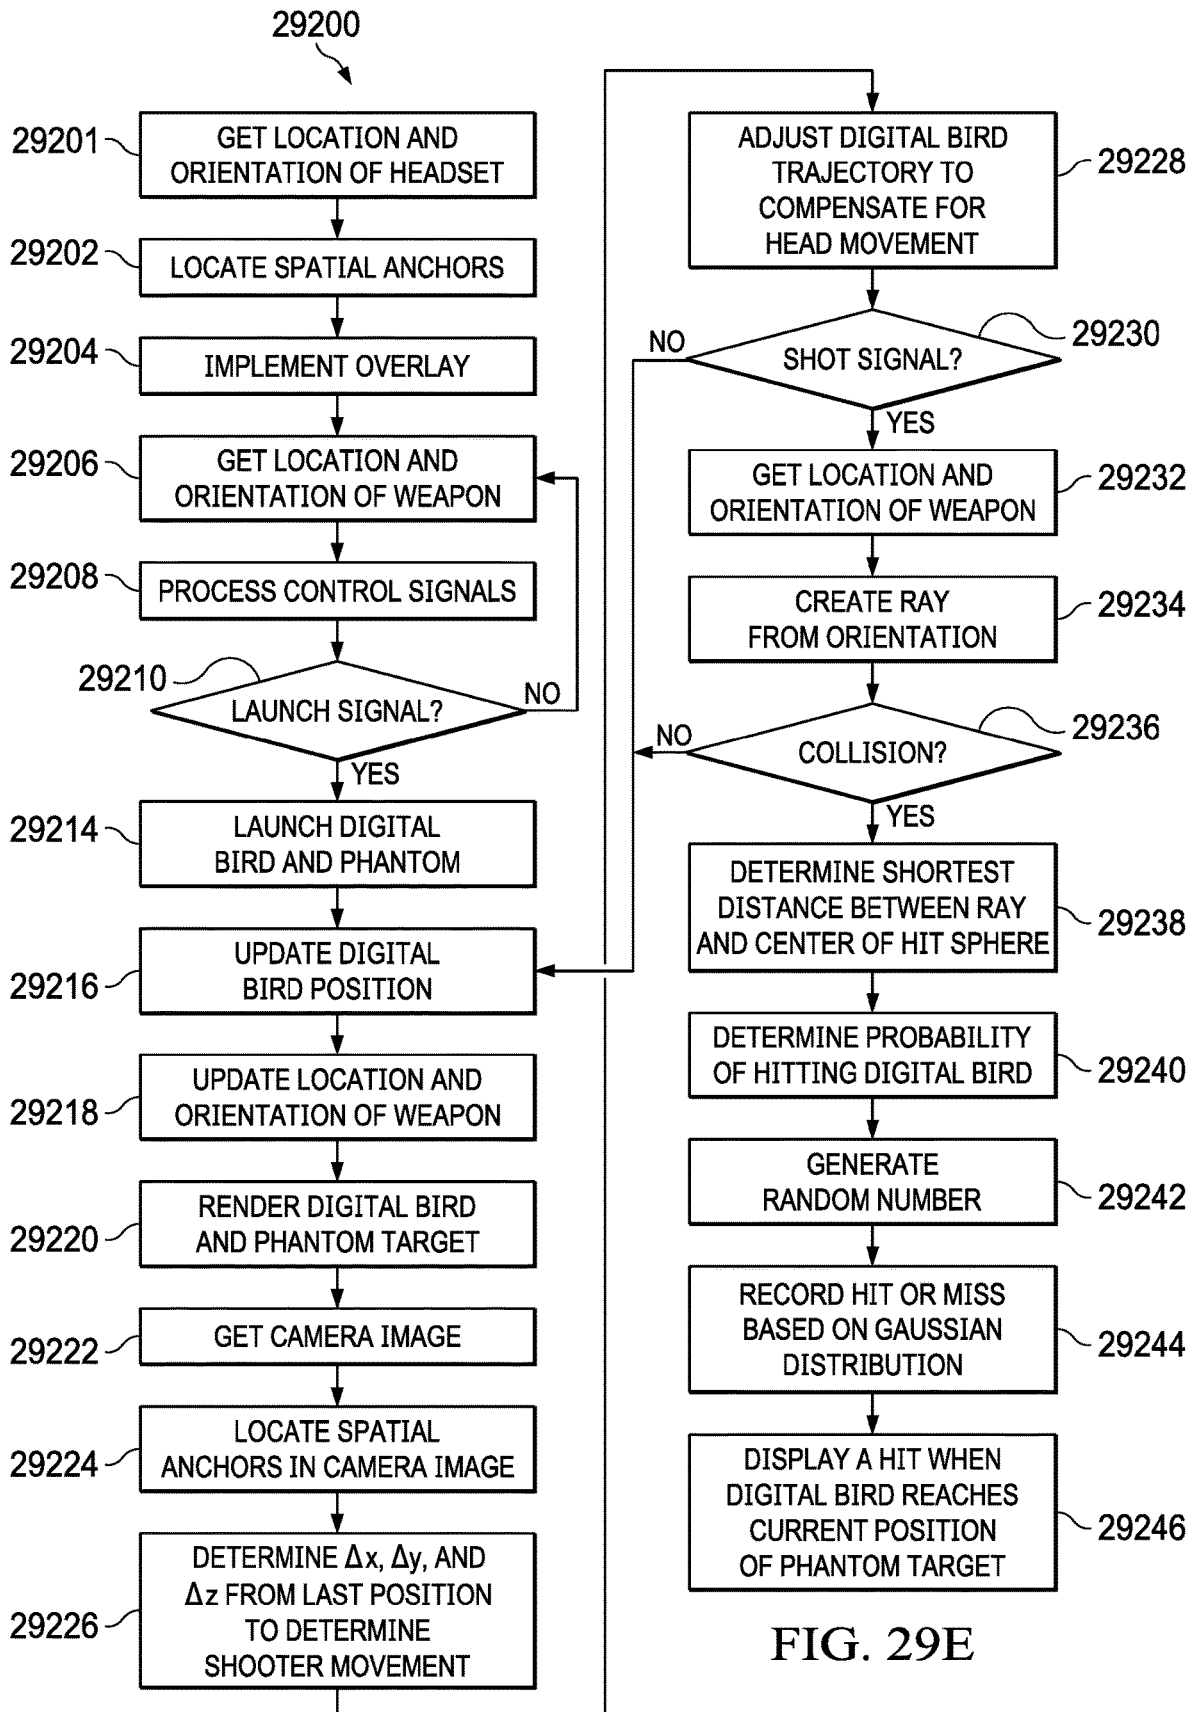 29200
29201
GET LOCATION AND
ORIENTATION OF HEADSET
29202
LOCATE SPATIAL ANCHORS
29204
IMPLEMENT OVERLAY
29206
GET LOCATION AND
ORIENTATION OF WEAPON
29208
PROCESS CONTROL SIGNALS
29210
LAUNCH SIGNAL?
NO
YES
29214
LAUNCH DIGITAL
BIRD AND PHANTOM
29216
UPDATE DIGITAL
BIRD POSITION
29218
UPDATE LOCATION AND
ORIENTATION OF WEAPON
29220
RENDER DIGITAL BIRD
AND PHANTOM TARGET
29222
GET CAMERA IMAGE
29224
LOCATE SPATIAL
ANCHORS IN CAMERA IMAGE
29226
DETERMINE Δx, Δy, AND
Δz FROM LAST POSITION
TO DETERMINE
SHOOTER MOVEMENT
ADJUST DIGITAL BIRD
TRAJECTORY TO
COMPENSATE FOR
HEAD MOVEMENT
29228
29230
NO
SHOT SIGNAL?
YES
GET LOCATION AND
ORIENTATION OF WEAPON
29232
CREATE RAY
FROM ORIENTATION
29234
29236
NO
COLLISION?
YES
DETERMINE SHORTEST
DISTANCE BETWEEN RAY
AND CENTER OF HIT SPHERE
29238
DETERMINE PROBABILITY
OF HITTING DIGITAL BIRD
29240
GENERATE
RANDOM NUMBER
29242
RECORD HIT OR MISS
BASED ON GAUSSIAN
DISTRIBUTION
29244
DISPLAY A HIT WHEN
DIGITAL BIRD REACHES
CURRENT POSITION
OF PHANTOM TARGET
29246
FIG. 29E